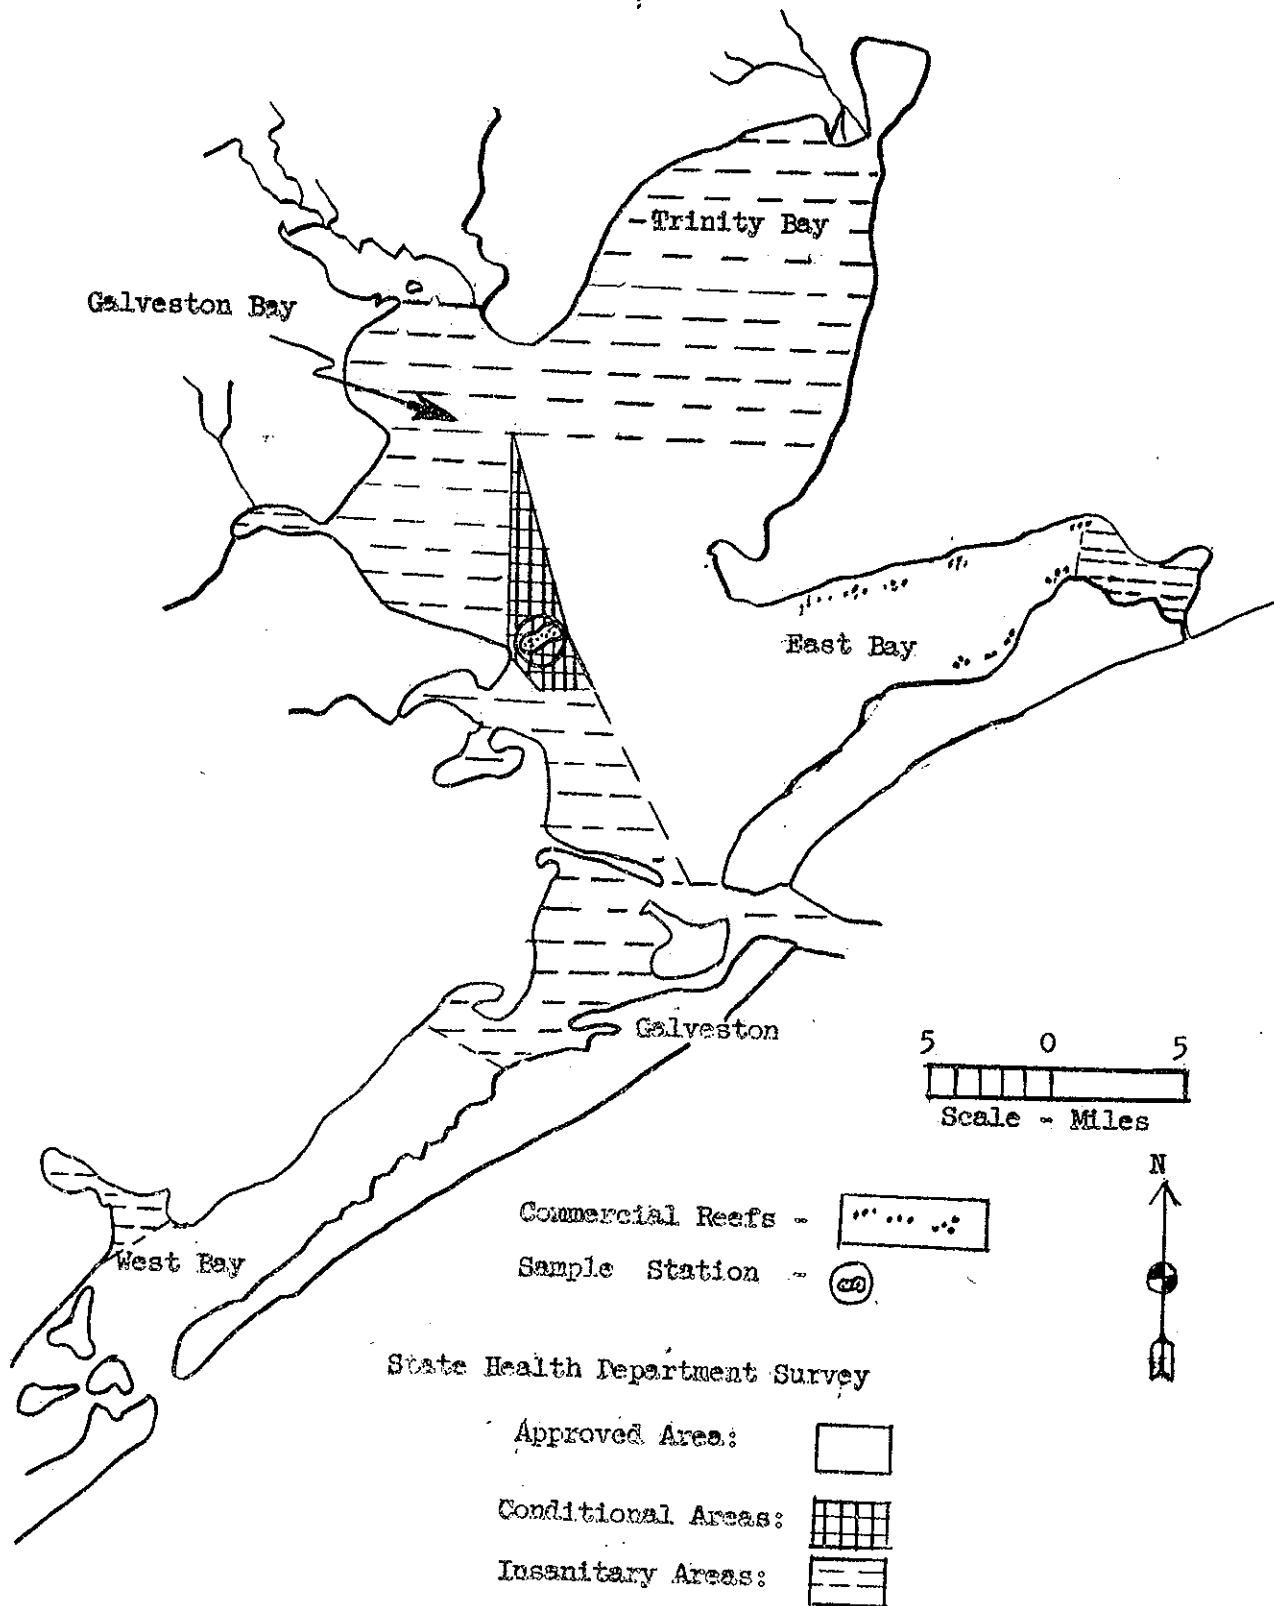 Trinity Bay
Galveston Bay
East Bay
Galveston
5 0 5
Scale - Miles
N
Commercial Reefs -
Sample Station -
West Bay
State Health Department Survey
Approved Area:
Conditional Areas:
Insanitary Areas: